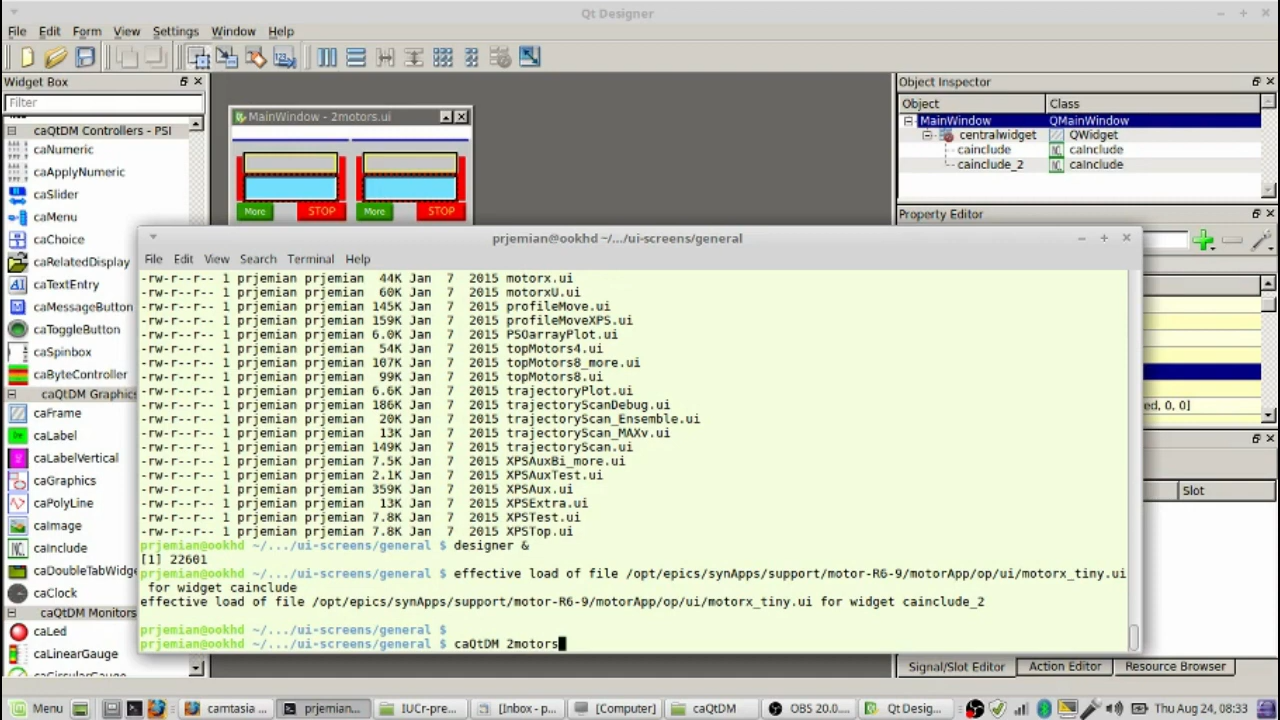 Qt Designer
File Edit Form View Settings Window Help
Widget Box
Filter
caQtDM Controllers - PSI
caNumeric
caApplyNumeric
caSlider
caMenu
caChoice
caRelatedDisplay
caTextEntry
caMessageButton
caToggleButton
caSpinbox
caByteController
caQtDM Graphics
caFrame
caLabel
caLabelVertical
caGraphics
caPolyLine
caImage
caInclude
caDoubleTabWidge
caClock
caQtDM Monitors
caLed
caLinearGauge
caCircularGauge
MainWindow - 2motors.ui
More STOP More STOP
Object Inspector
Object Class
MainWindow QMainWindow
centralwidget QWidget
cainclude caInclude
cainclude_2 caInclude
Property Editor
ed, 0, 0]
Slot
Signal/Slot Editor Action Editor Resource Browser
prjemian@ookhd ~/.../ui-screens/general
File Edit View Search Terminal Help
-rw-r--r-- 1 prjemian prjemian 44K Jan 7 2015 motorx.ui
-rw-r--r-- 1 prjemian prjemian 60K Jan 7 2015 motorxU.ui
-rw-r--r-- 1 prjemian prjemian 145K Jan 7 2015 profileMove.ui
-rw-r--r-- 1 prjemian prjemian 159K Jan 7 2015 profileMoveXPS.ui
-rw-r--r-- 1 prjemian prjemian 6.0K Jan 7 2015 PSOarrayPlot.ui
-rw-r--r-- 1 prjemian prjemian 54K Jan 7 2015 topMotors4.ui
-rw-r--r-- 1 prjemian prjemian 107K Jan 7 2015 topMotors8_more.ui
-rw-r--r-- 1 prjemian prjemian 99K Jan 7 2015 topMotors8.ui
-rw-r--r-- 1 prjemian prjemian 6.6K Jan 7 2015 trajectoryPlot.ui
-rw-r--r-- 1 prjemian prjemian 186K Jan 7 2015 trajectoryScanDebug.ui
-rw-r--r-- 1 prjemian prjemian 20K Jan 7 2015 trajectoryScan_Ensemble.ui
-rw-r--r-- 1 prjemian prjemian 13K Jan 7 2015 trajectoryScan_MAXv.ui
-rw-r--r-- 1 prjemian prjemian 149K Jan 7 2015 trajectoryScan.ui
-rw-r--r-- 1 prjemian prjemian 7.5K Jan 7 2015 XPSAuxBi_more.ui
-rw-r--r-- 1 prjemian prjemian 2.1K Jan 7 2015 XPSAuxTest.ui
-rw-r--r-- 1 prjemian prjemian 359K Jan 7 2015 XPSAux.ui
-rw-r--r-- 1 prjemian prjemian 13K Jan 7 2015 XPSExtra.ui
-rw-r--r-- 1 prjemian prjemian 7.8K Jan 7 2015 XPSTest.ui
-rw-r--r-- 1 prjemian prjemian 7.8K Jan 7 2015 XPSTop.ui
prjemian@ookhd ~/.../ui-screens/general $ designer &
[1] 22601
prjemian@ookhd ~/.../ui-screens/general $ effective load of file /opt/epics/synApps/support/motor-R6-9/motorApp/op/ui/motorx_tiny.ui
for widget cainclude
effective load of file /opt/epics/synApps/support/motor-R6-9/motorApp/op/ui/motorx_tiny.ui for widget cainclude_2
prjemian@ookhd ~/.../ui-screens/general $
prjemian@ookhd ~/.../ui-screens/general $ caQtDM 2motors
Menu camtasia ... prjemian... IUCr-pre... [Inbox - p... [Computer] caQtDM OBS 20.0.... Qt Desig... Thu Aug 24, 08:33